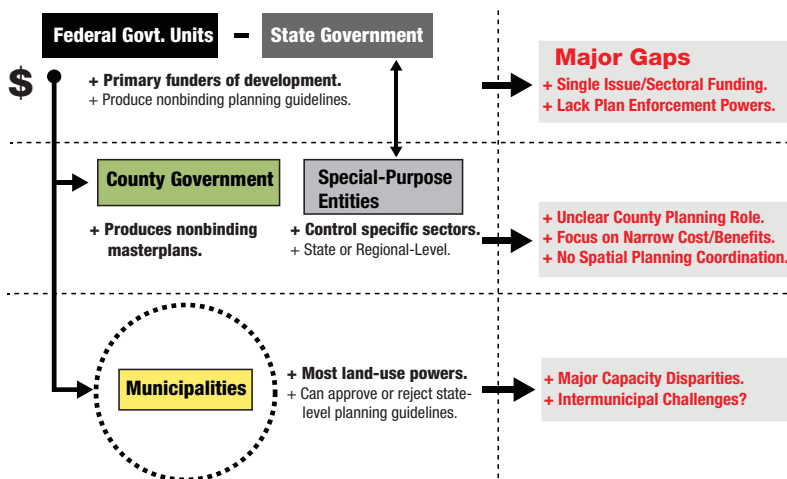 Federal Govt. Units – State Government
$
+ Primary funders of development.
+ Produce nonbinding planning guidelines.
Major Gaps
+ Single Issue/Sectoral Funding.
+ Lack Plan Enforcement Powers.
County Government
+ Produces nonbinding
masterplans.
Special-Purpose
Entities
+ Control specific sectors.
+ State or Regional-Level.
+ Unclear County Planning Role.
+ Focus on Narrow Cost/Benefits.
+ No Spatial Planning Coordination.
Municipalities
+ Most land-use powers.
+ Can approve or reject state-
level planning guidelines.
+ Major Capacity Disparities.
+ Intermunicipal Challenges?